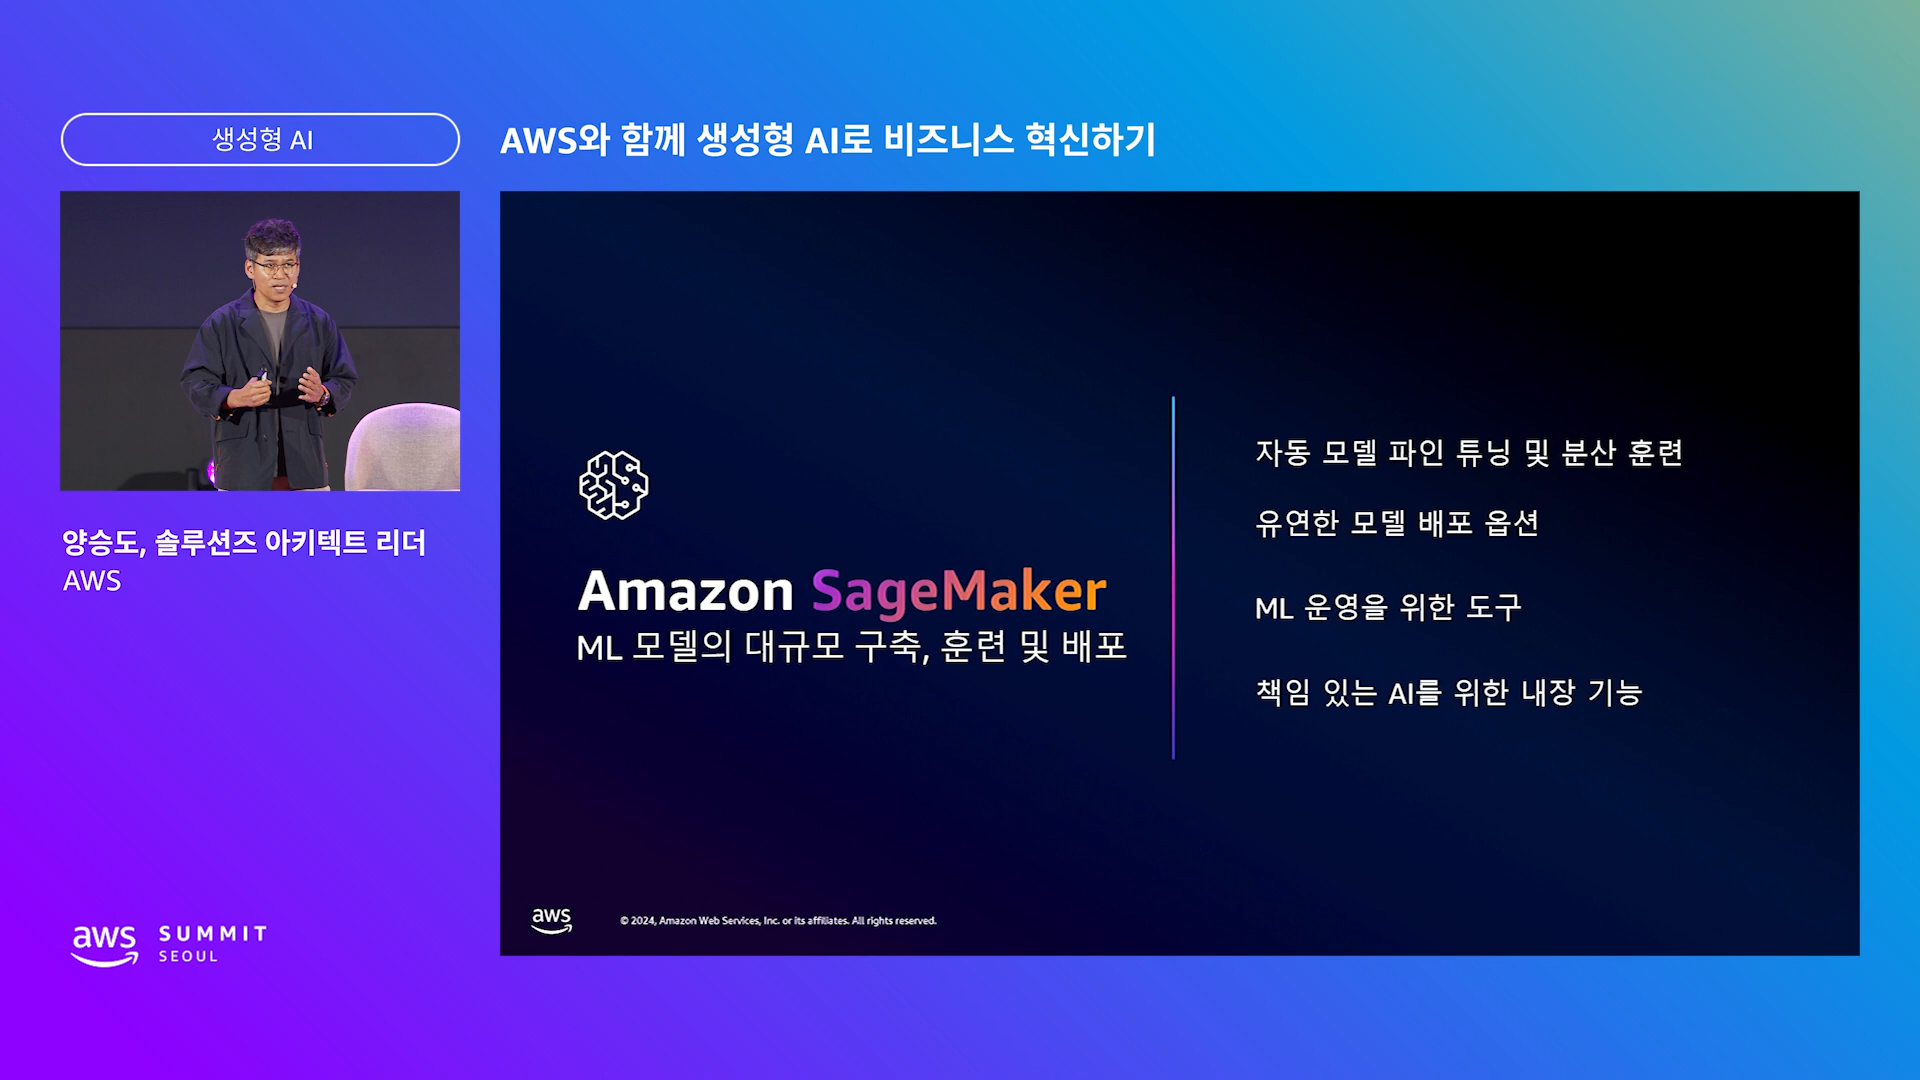 생성형 AI
AWS와 함께 생성형 AI로 비즈니스 혁신하기
양승도, 솔루션즈 아키텍트 리더
AWS
Amazon SageMaker
ML 모델의 대규모 구축, 훈련 및 배포
자동 모델 파인 튜닝 및 분산 훈련
유연한 모델 배포 옵션
ML 운영을 위한 도구
책임 있는 AI를 위한 내장 기능
aws
© 2024, Amazon Web Services, Inc. or its affiliates. All rights reserved.
aws
SUMMIT
SEOUL